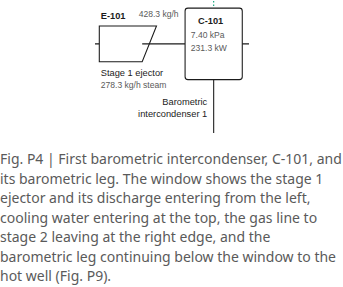 E-101
428.3 kg/h
C-101
7.40 kPa
231.3 kW
Stage 1 ejector
278.3 kg/h steam
Barometric
intercondenser 1
Fig. P4 | First barometric intercondenser, C-101, and
its barometric leg. The window shows the stage 1
ejector and its discharge entering from the left,
cooling water entering at the top, the gas line to
stage 2 leaving at the right edge, and the
barometric leg continuing below the window to the
hot well (Fig. P9).